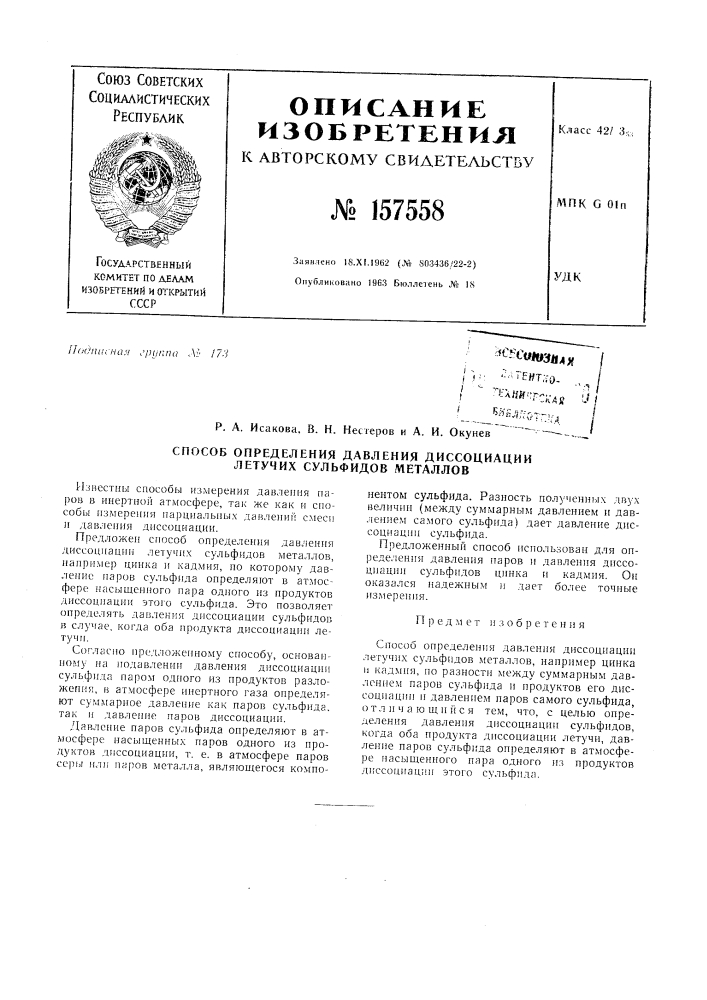 Союз Советских
Социалистических
Республик
Государственный
комитет по делам
изобретений и открытий
СССР
ОПИСАНИЕ
ИЗОБРЕТЕНИЯ
К АВТОРСКОМУ СВИДЕТЕЛЬСТВУ
№ 157558
Заявлено 18.XI.1962 (№ 803436/22-2)
Опубликовано 1963 Бюллетень № 18
Класс 42l
МПК G 01n
УДК
Подписная группа № 173
ВСЕСОЮЗНАЯ
ПАТЕНТНО-
ТЕХНИЧЕСКАЯ
БИБЛИОТЕКА
Р. А. Исакова, В. Н. Нестеров и А. И. Окунев
СПОСОБ ОПРЕДЕЛЕНИЯ ДАВЛЕНИЯ ДИССОЦИАЦИИ
ЛЕТУЧИХ СУЛЬФИДОВ МЕТАЛЛОВ
Известны способы измерения давления па-
ров в инертной атмосфере, так же как и спо-
собы измерения парциальных давлений смеси
и давления диссоциации.
Предложен способ определения давления
диссоциации летучих сульфидов металлов,
например цинка и кадмия, по которому дав-
ление паров сульфида определяют в атмос-
фере насыщенного пара одного из продуктов
диссоциации этого сульфида. Это позволяет
определять давления диссоциации сульфидов
в случае, когда оба продукта диссоциации ле-
тучи.
Согласно предложенному способу, основан-
ному на подавлении давления диссоциации
сульфида паром одного из продуктов разло-
жения, в атмосфере инертного газа определя-
ют суммарное давление как паров сульфида,
так и давление паров диссоциации.
Давление паров сульфида определяют в ат-
мосфере насыщенных паров одного из про-
дуктов диссоциации, т. е. в атмосфере паров
серы или паров металла, являющегося компо-
нентом сульфида. Разность полученных двух
величин (между суммарным давлением и дав-
лением самого сульфида) дает давление дис-
социации сульфида.
Предложенный способ использован для оп-
ределения давления паров и давления диссо-
циации сульфидов цинка и кадмия. Он
оказался надежным и дает более точные
измерения.
Предмет изобретения
Способ определения давления диссоциации
летучих сульфидов металлов, например цинка
и кадмия, по разности между суммарным дав-
лением паров сульфида и продуктов его дис-
социации и давлением паров самого сульфида,
отличающийся тем, что, с целью опре-
деления давления диссоциации сульфидов,
когда оба продукта диссоциации летучи, дав-
ление паров сульфида определяют в атмосфе-
ре насыщенного пара одного из продуктов
диссоциации этого сульфида.